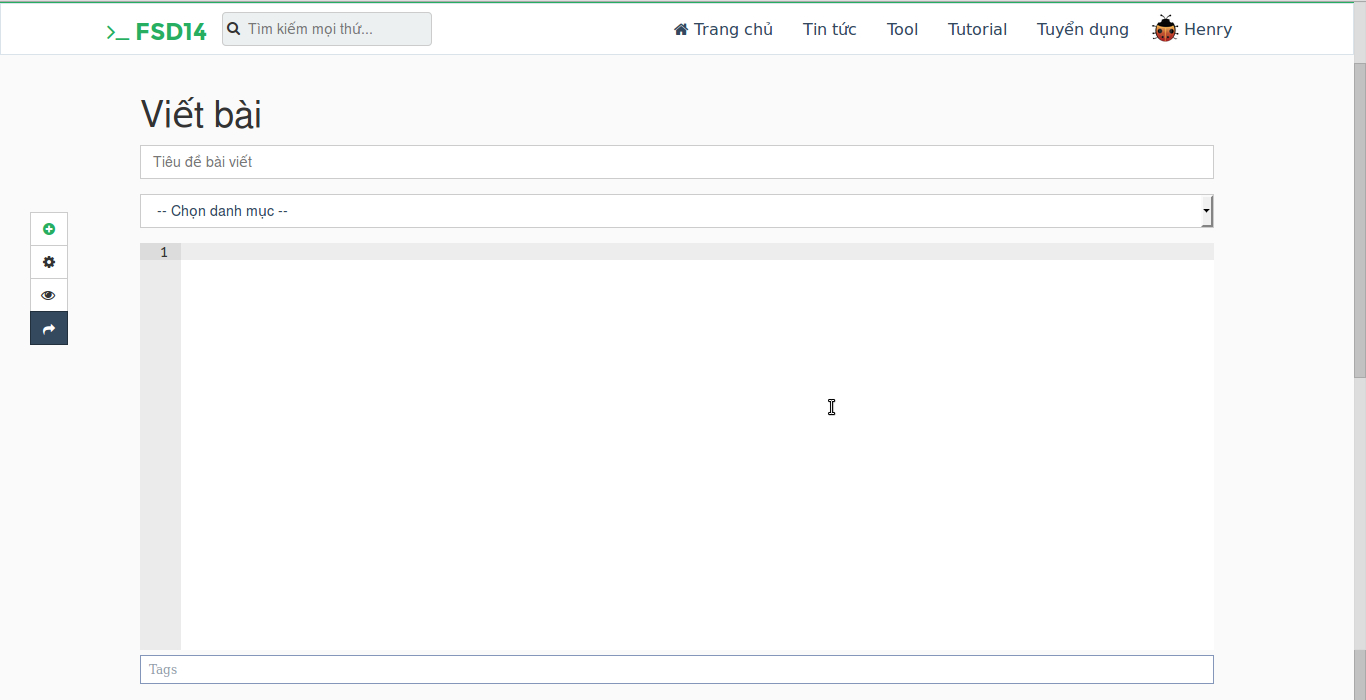 >_ FSD14
Tìm kiếm mọi thứ...
Trang chủ
Tin tức
Tool
Tutorial
Tuyển dụng
Henry
Viết bài
Tiêu đề bài viết
-- Chọn danh mục --
1
Tags